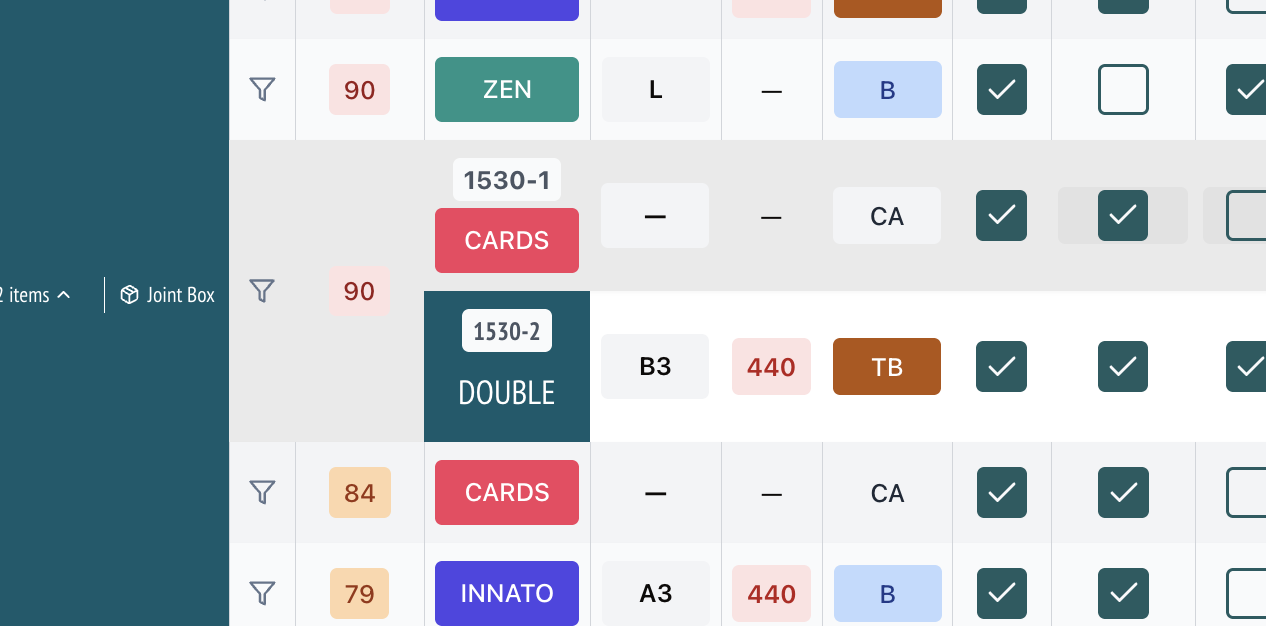 90 ZEN L — — B
1530-1
CARDS — — CA
2 items Joint Box
90
1530-2
DOUBLE B3 440 TB
84 CARDS — — CA
79 INNATO A3 440 B